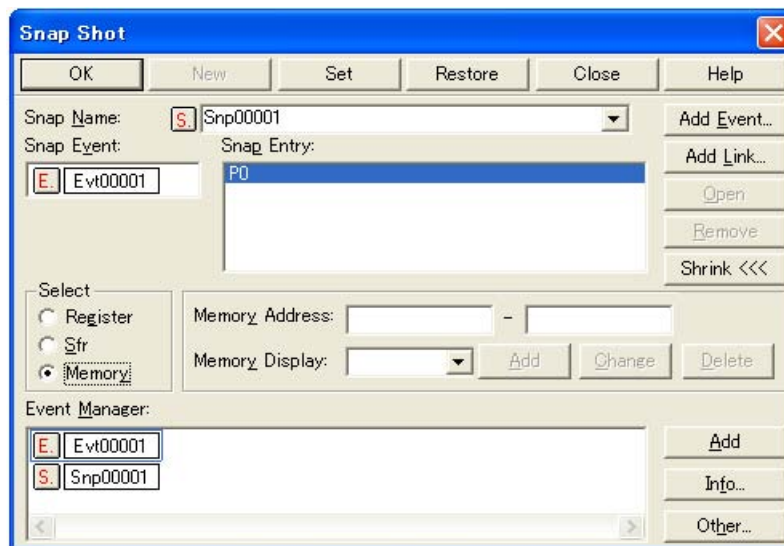 Snap Shot
OK New Set Restore Close Help
Snap Name: S. Snp00001 Add Event...
Snap Event: Snap Entry: Add Link...
E. Evt00001 P0
Open
Remove
Shrink <<<
Select
Register Memory Address: -
Sfr
Memory Memory Display: Add Change Delete
Event Manager:
E. Evt00001 Add
S. Snp00001 Info...
Other...